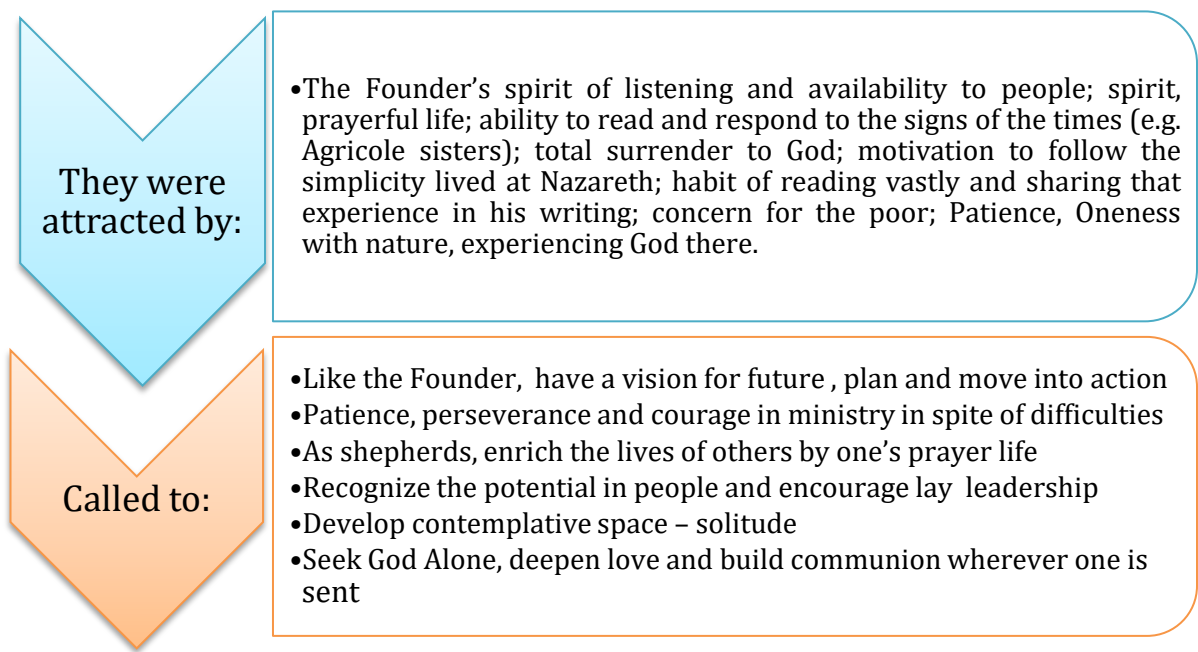 They were
attracted by:
•The Founder’s spirit of listening and availability to people; spirit,
prayerful life; ability to read and respond to the signs of the times (e.g.
Agricole sisters); total surrender to God; motivation to follow the
simplicity lived at Nazareth; habit of reading vastly and sharing that
experience in his writing; concern for the poor; Patience, Oneness
with nature, experiencing God there.
Called to:
•Like the Founder,  have a vision for future , plan and move into action
•Patience, perseverance and courage in ministry in spite of difficulties
•As shepherds, enrich the lives of others by one’s prayer life
•Recognize the potential in people and encourage lay  leadership
•Develop contemplative space – solitude
•Seek God Alone, deepen love and build communion wherever one is
sent